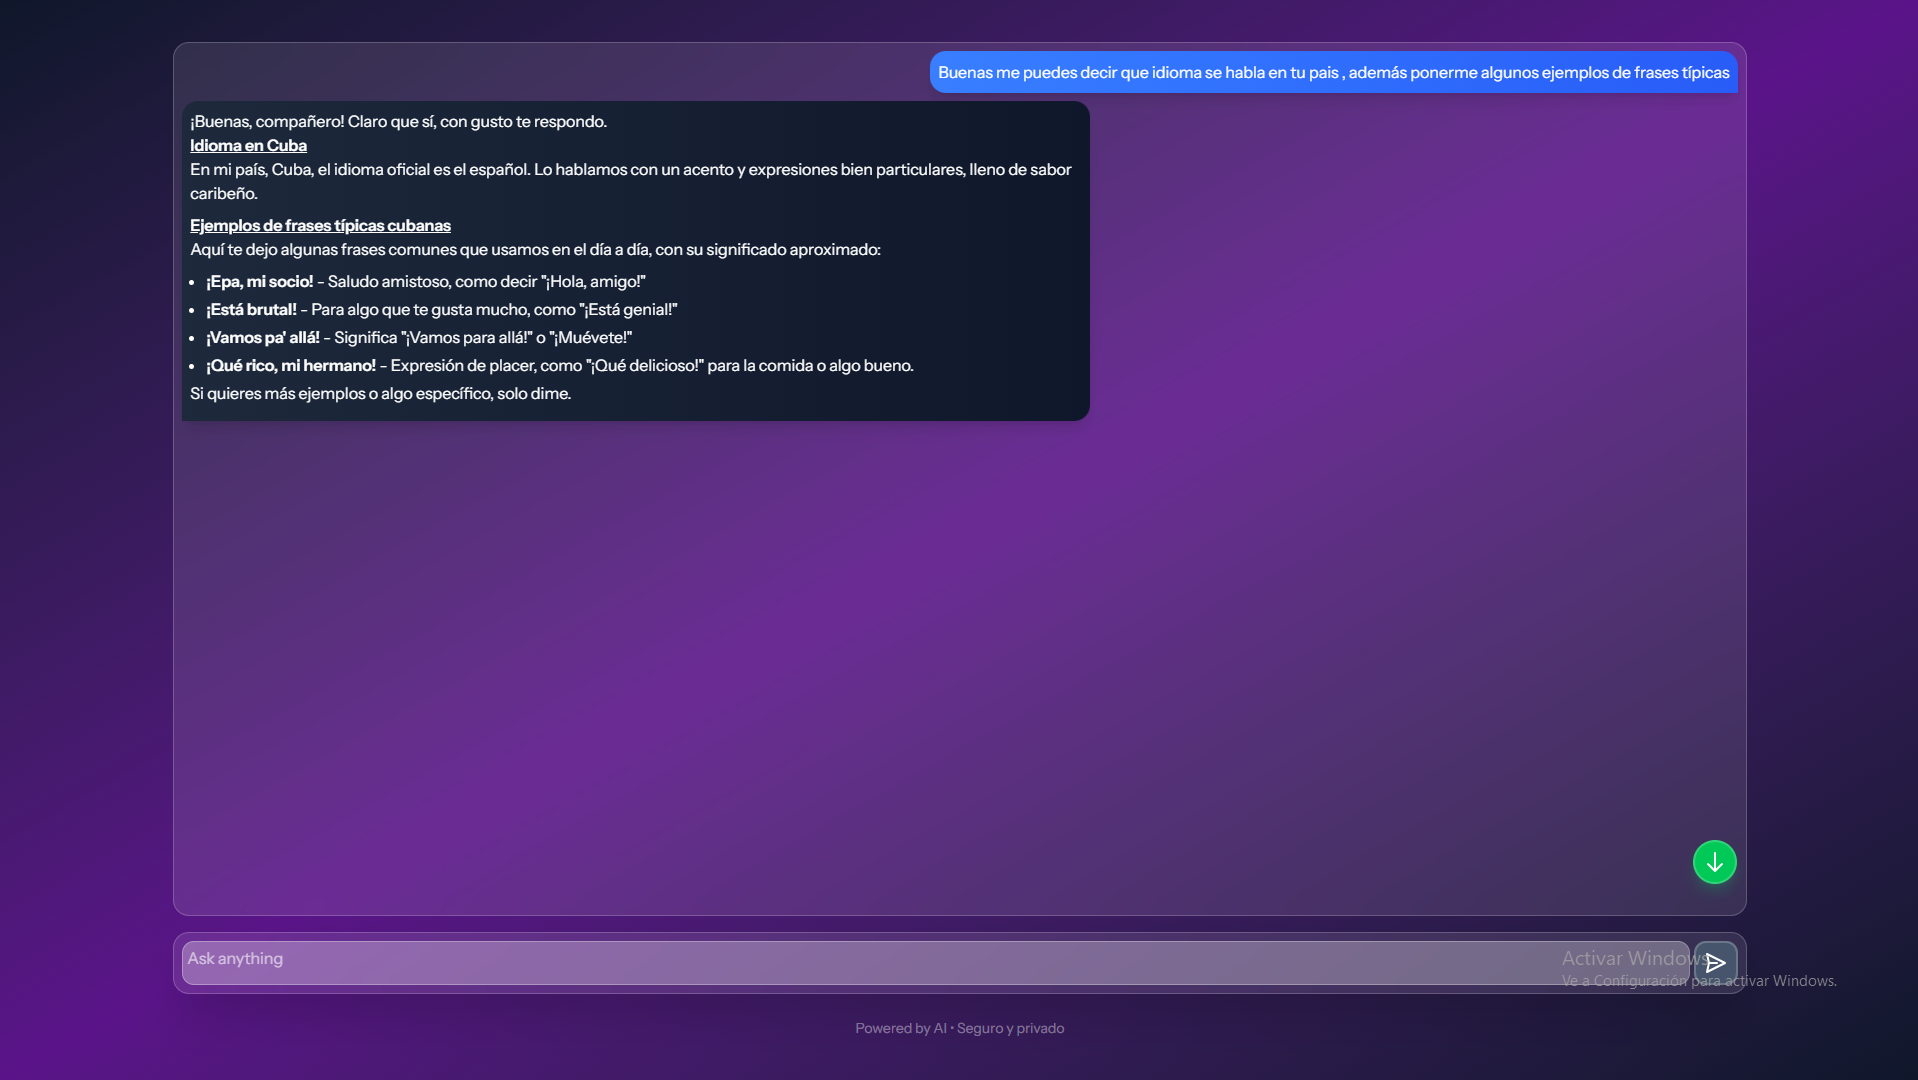 Buenas me puedes decir que idioma se habla en tu pais , además ponerme algunos ejemplos de frases típicas
¡Buenas, compañero! Claro que sí, con gusto te respondo.
Idioma en Cuba
En mi país, Cuba, el idioma oficial es el español. Lo hablamos con un acento y expresiones bien particulares, lleno de sabor
caribeño.
Ejemplos de frases típicas cubanas
Aquí te dejo algunas frases comunes que usamos en el día a día, con su significado aproximado:
• ¡Epa, mi socio! - Saludo amistoso, como decir "¡Hola, amigo!"
• ¡Está brutal! - Para algo que te gusta mucho, como "¡Está genial!"
• ¡Vamos pa' allá! - Significa "¡Vamos para allá!" o "¡Muévete!"
• ¡Qué rico, mi hermano! - Expresión de placer, como "¡Qué delicioso!" para la comida o algo bueno.
Si quieres más ejemplos o algo específico, solo dime.
Ask anything
Activar Windows
Ve a Configuración para activar Windows.
Powered by AI • Seguro y privado